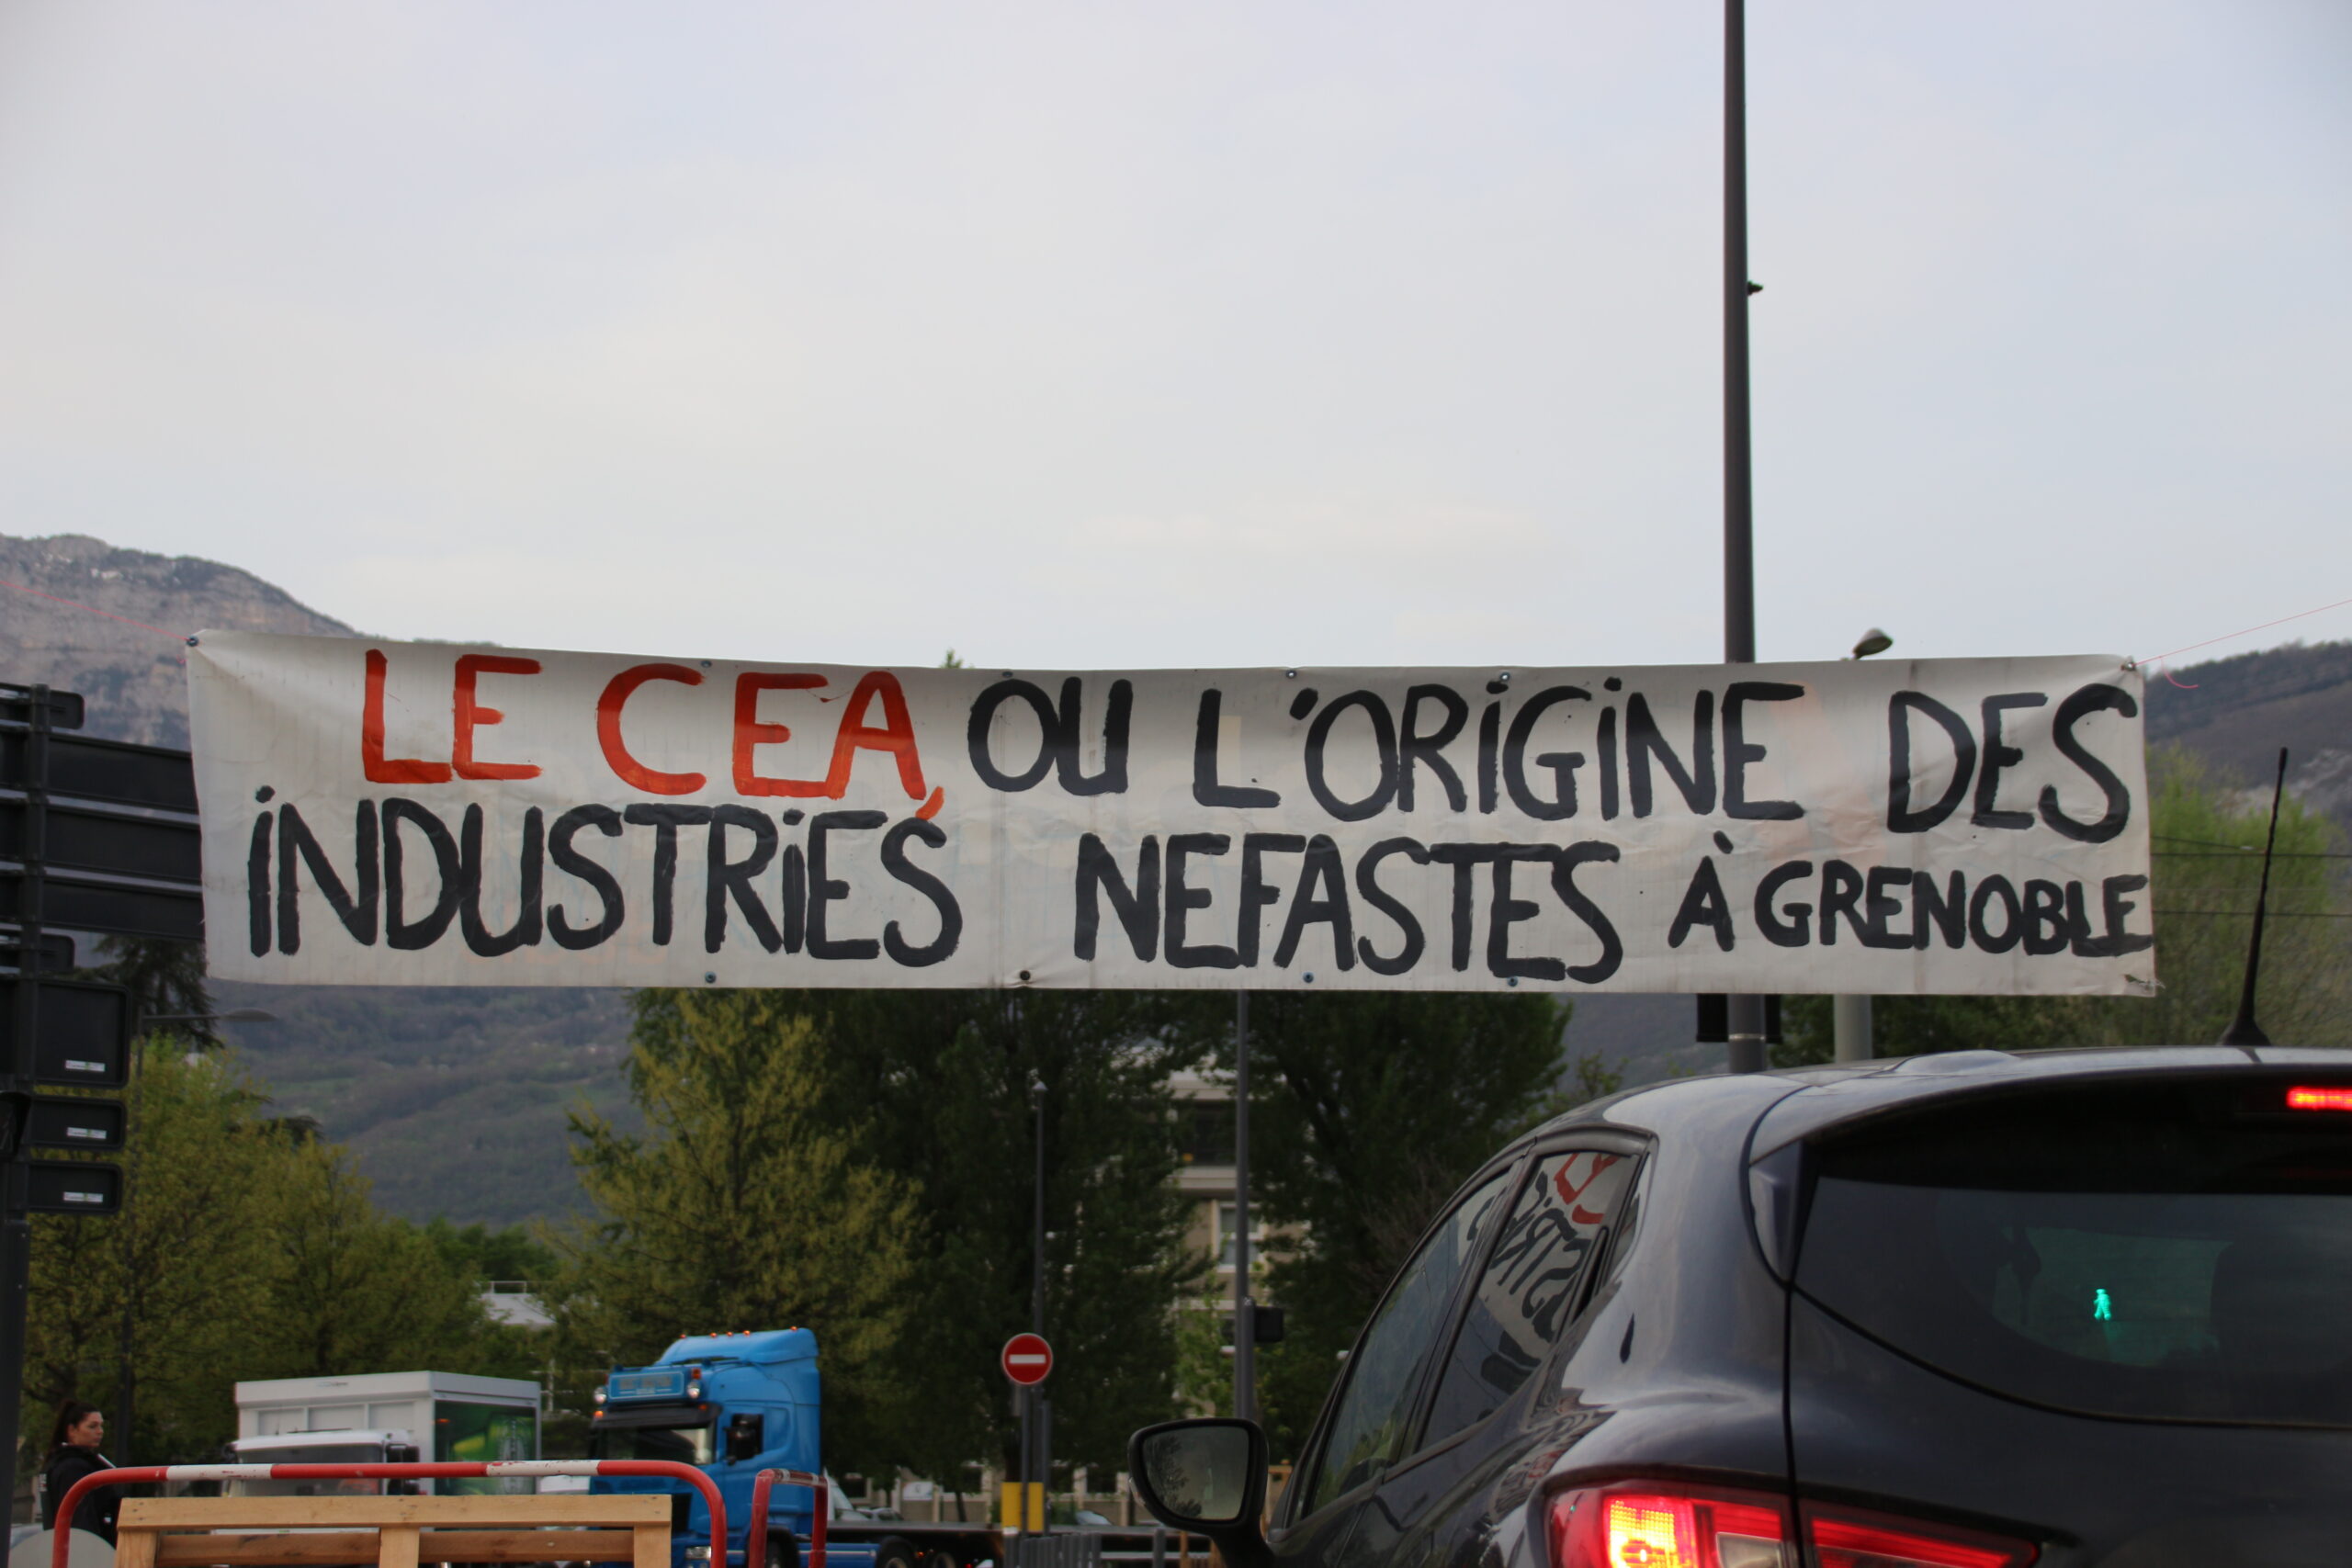 LE CEA, OU L'ORIGINE DES
INDUSTRIES NEFASTES À GRENOBLE